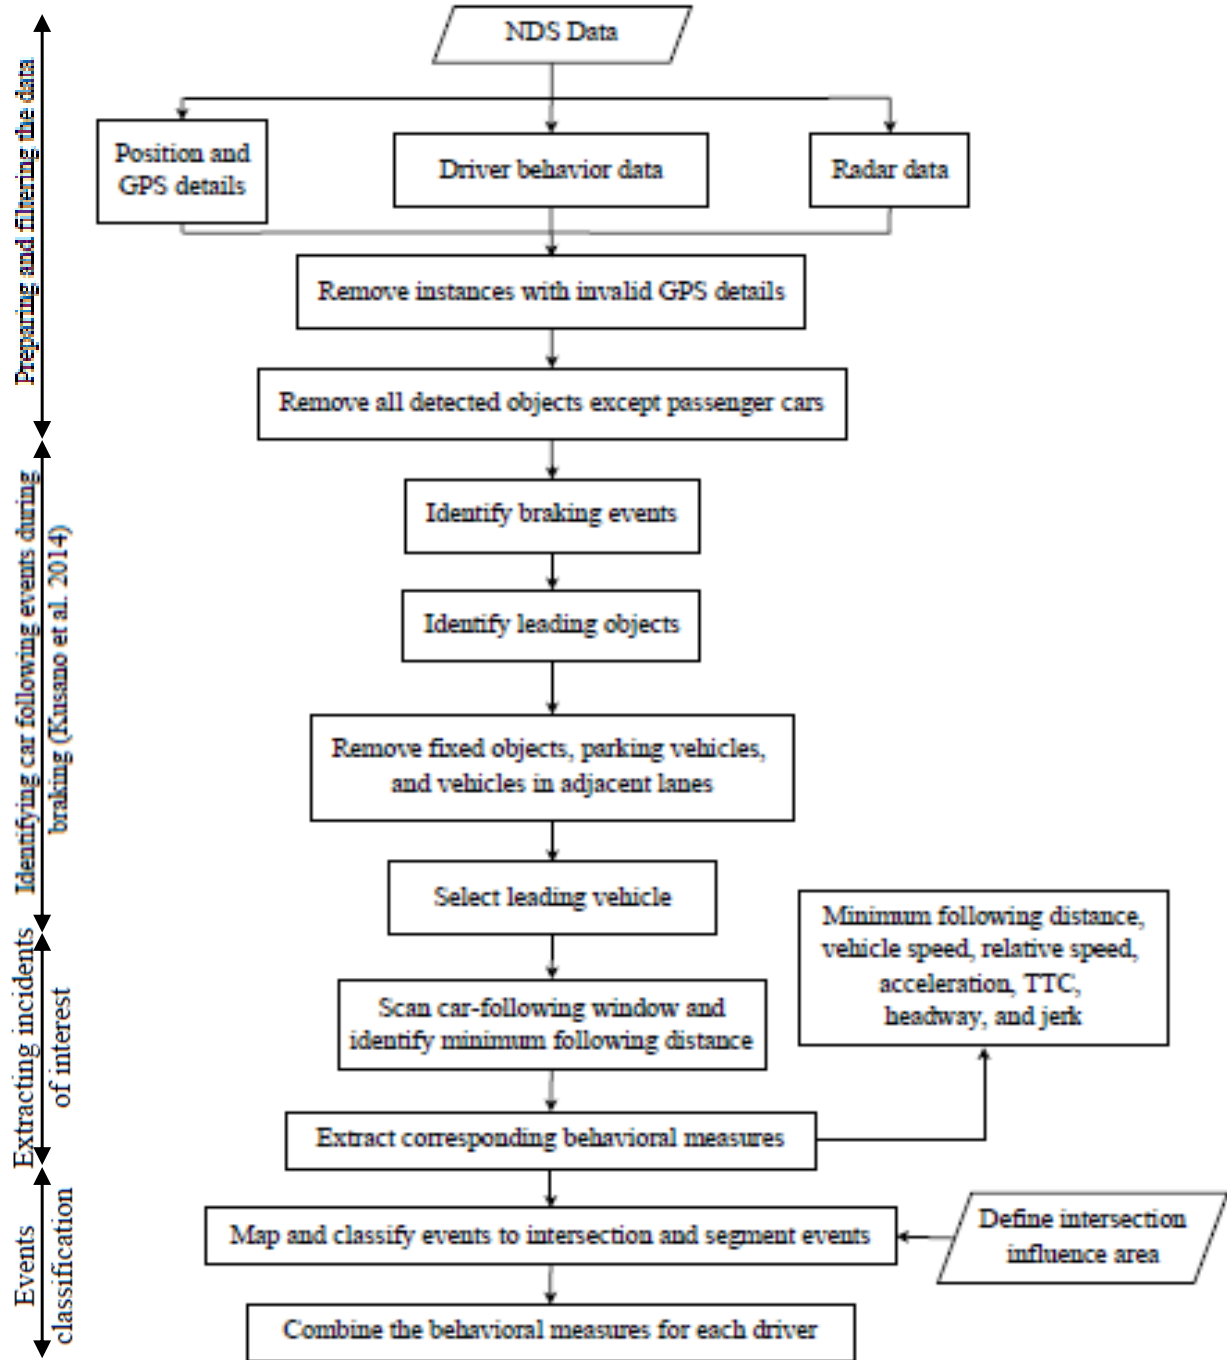 NDS Data
Position and
GPS details
Driver behavior data
Radar data
Remove instances with invalid GPS details
Remove all detected objects except passenger cars
Preparing and filtering the data
Identify braking events
Identify leading objects
Remove fixed objects, parking vehicles,
and vehicles in adjacent lanes
Select leading vehicle
Identifying car following events during
braking (Kusano et al. 2014)
Scan car-following window and
identify minimum following distance
Minimum following distance,
vehicle speed, relative speed,
acceleration, TTC,
headway, and jerk
Extract corresponding behavioral measures
Extracting incidents
of interest
Map and classify events to intersection and segment events
Define intersection
influence area
Combine the behavioral measures for each driver
Events
classification